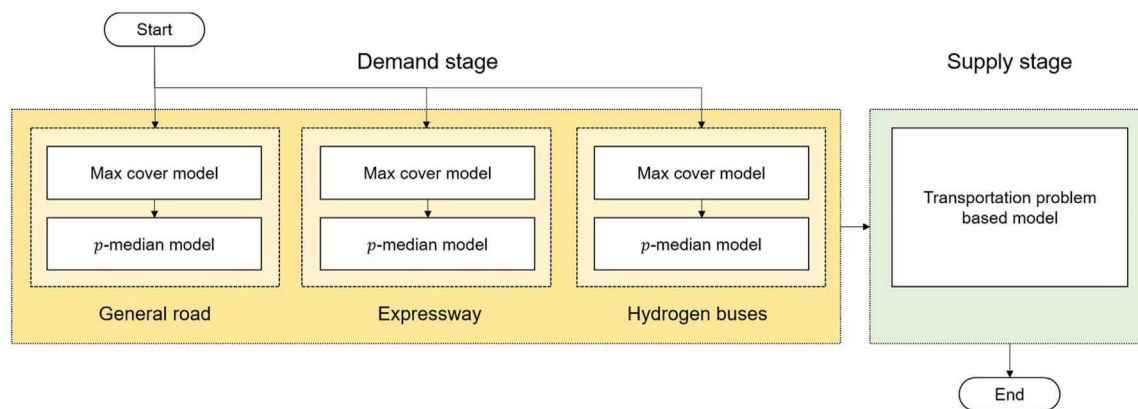 Start
Demand stage
Supply stage
Max cover model
p-median model
General road
Max cover model
p-median model
Expressway
Max cover model
p-median model
Hydrogen buses
Transportation problem
based model
End